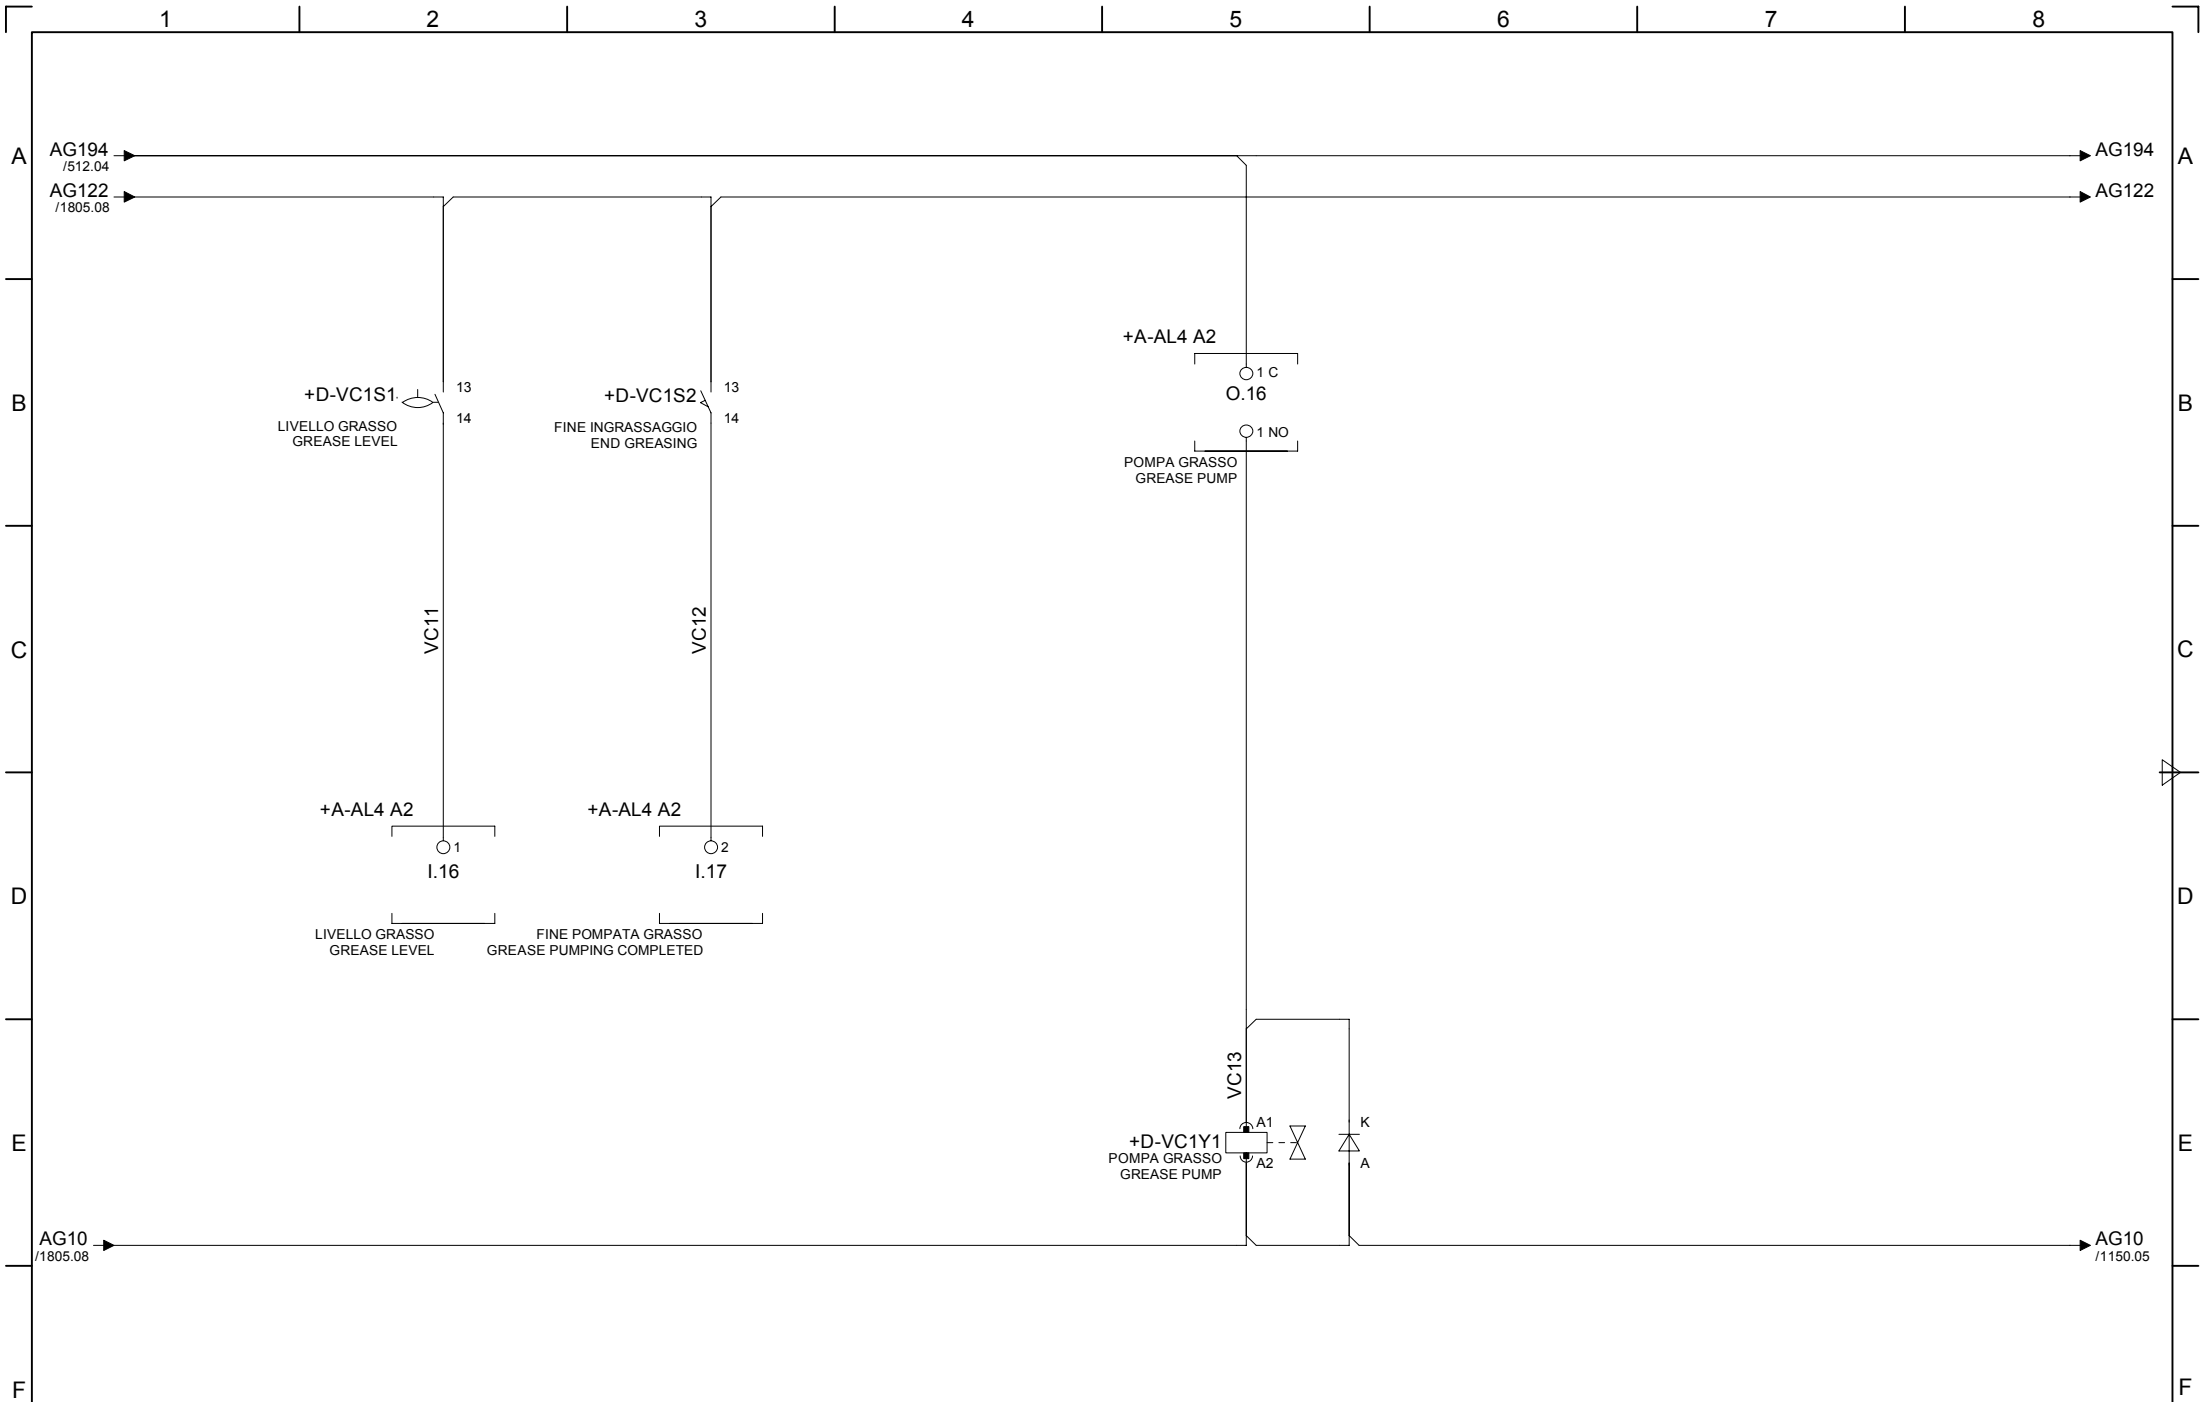 1 2 3 4 5 6 7 8
A AG194 AG194 A
/512.04
AG122 AG122
/1805.08
+A-AL4 A2
1 C
O.16
1 NO
POMPA GRASSO
GREASE PUMP
B B
+D-VC1S1 13
14
LIVELLO GRASSO
GREASE LEVEL
+D-VC1S2 13
14
FINE INGRASSAGGIO
END GREASING
C C
VC11
VC12
+A-AL4 A2
1
I.16
LIVELLO GRASSO
GREASE LEVEL
+A-AL4 A2
2
I.17
FINE POMPATA GRASSO
GREASE PUMPING COMPLETED
D D
VC13
E E
+D-VC1Y1 A1
A2
POMPA GRASSO
GREASE PUMP
K
A
AG10 AG10
/1805.08 /1150.05
F F